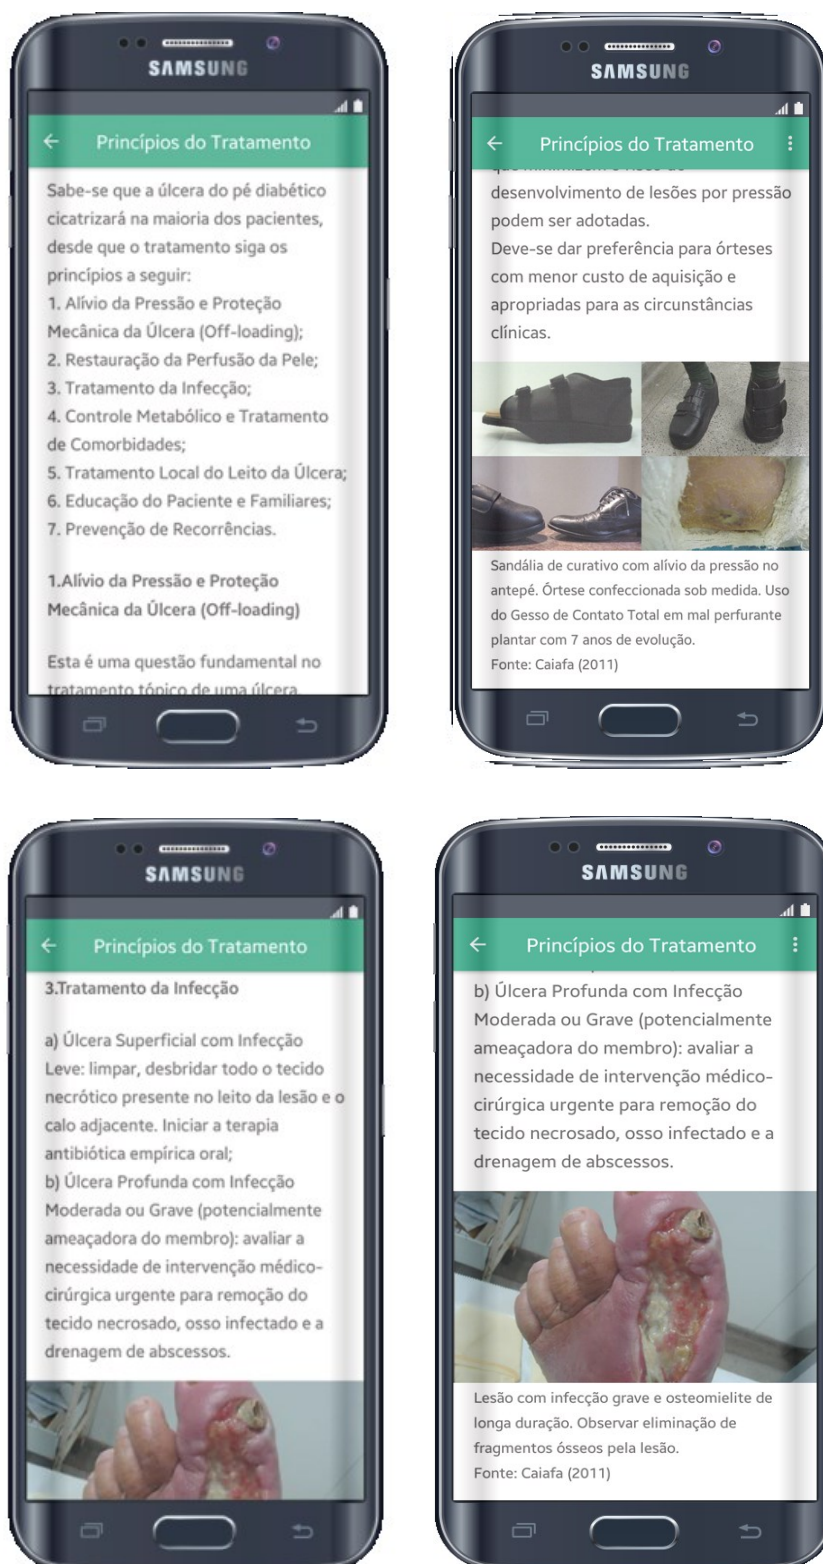 SAMSUNG
Princípios do Tratamento
Sabe-se que a úlcera do pé diabético
cicatrizará na maioria dos pacientes,
desde que o tratamento siga os
princípios a seguir:
1. Alívio da Pressão e Proteção
Mecânica da Úlcera (Off-loading);
2. Restauração da Perfusão da Pele;
3. Tratamento da Infecção;
4. Controle Metabólico e Tratamento
de Comorbidades;
5. Tratamento Local do Leito da Úlcera;
6. Educação do Paciente e Familiares;
7. Prevenção de Recorrências.
1.Alívio da Pressão e Proteção
Mecânica da Úlcera (Off-loading)
Esta é uma questão fundamental no
tratamento tópico de uma úlcera
SAMSUNG
Princípios do Tratamento
desenvolvimento de lesões por pressão
podem ser adotadas.
Deve-se dar preferência para órteses
com menor custo de aquisição e
apropriadas para as circunstâncias
clínicas.
Sandália de curativo com alívio da pressão no
antepé. Órtese confeccionada sob medida. Uso
do Gesso de Contato Total em mal perfurante
plantar com 7 anos de evolução.
Fonte: Caiafa (2011)
SAMSUNG
Princípios do Tratamento
3.Tratamento da Infecção
a) Úlcera Superficial com Infecção
Leve: limpar, desbridar todo o tecido
necrótico presente no leito da lesão e o
calo adjacente. Iniciar a terapia
antibiótica empírica oral;
b) Úlcera Profunda com Infecção
Moderada ou Grave (potencialmente
ameaçadora do membro): avaliar a
necessidade de intervenção médico-
cirúrgica urgente para remoção do
tecido necrosado, osso infectado e a
drenagem de abscessos.
SAMSUNG
Princípios do Tratamento
b) Úlcera Profunda com Infecção
Moderada ou Grave (potencialmente
ameaçadora do membro): avaliar a
necessidade de intervenção médico-
cirúrgica urgente para remoção do
tecido necrosado, osso infectado e a
drenagem de abscessos.
Lesão com infecção grave e osteomielite de
longa duração. Observar eliminação de
fragmentos ósseos pela lesão.
Fonte: Caiafa (2011)